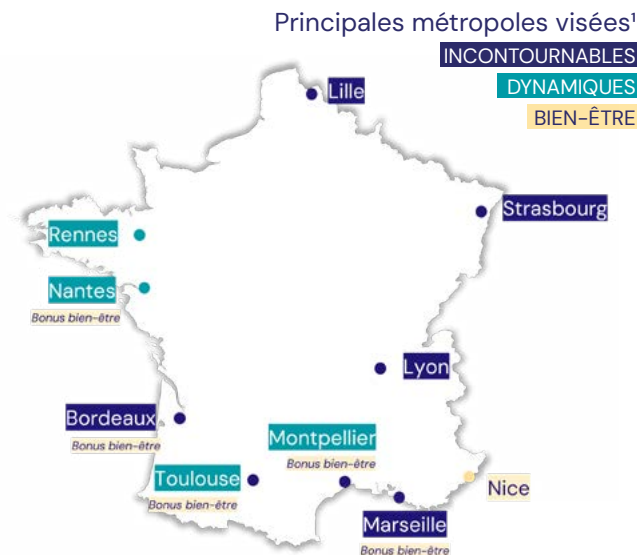 Principales métropoles visées¹
INCONTOURNABLES
DYNAMIQUES
BIEN-ÊTRE
Lille
Strasbourg
Rennes
Nantes
Bonus bien-être
Lyon
Bordeaux
Bonus bien-être
Montpellier
Bonus bien-être
Toulouse
Bonus bien-être
Nice
Marseille
Bonus bien-être